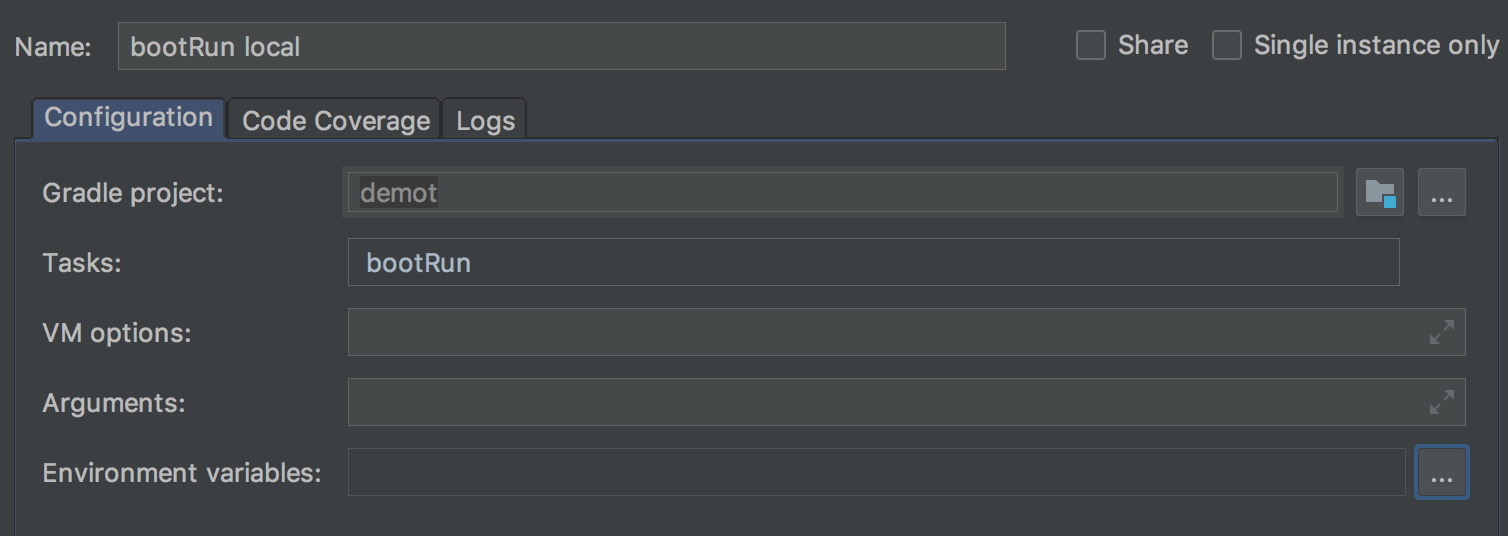 Name: bootRun local Share Single instance only
Configuration Code Coverage Logs
Gradle project: demot ...
Tasks: bootRun
VM options:
Arguments:
Environment variables: ...